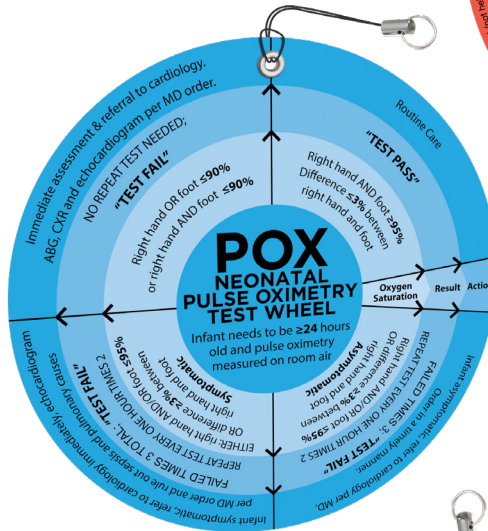 POX
NEONATAL
PULSE OXIMETRY
TEST WHEEL
Infant needs to be ≥24 hours
old and pulse oximetry
measured on room air
Oxygen
Saturation
Result
Action
Right hand AND foot ≥95%
Difference ≤3% between
right hand and foot
"TEST PASS"
Routine Care
Asymptomatic
Right hand AND/OR foot ≤95%
OR difference ≥3% between
right hand and foot
REPEAT TEST EVERY ONE HOUR TIMES 2
FAILED TIMES 3: "TEST FAIL"
Infant asymptomatic, refer to cardiology per MD.
Order in a timely manner.
Symptomatic
EITHER: right hand AND/OR foot ≤95%
OR difference ≥3% between
right hand and foot
REPEAT TEST EVERY ONE HOUR TIMES 2
FAILED TIMES 3 TOTAL, "TEST FAIL"
Infant symptomatic, refer to cardiology immediately, echocardiogram
per MD and order and rule out sepsis and pulmonary causes
Right hand OR foot ≤90%
or right hand AND foot ≤90%
NO REPEAT TEST NEEDED;
"TEST FAIL"
Immediate assessment & referral to cardiology.
ABG, CXR and echocardiogram per MD order.